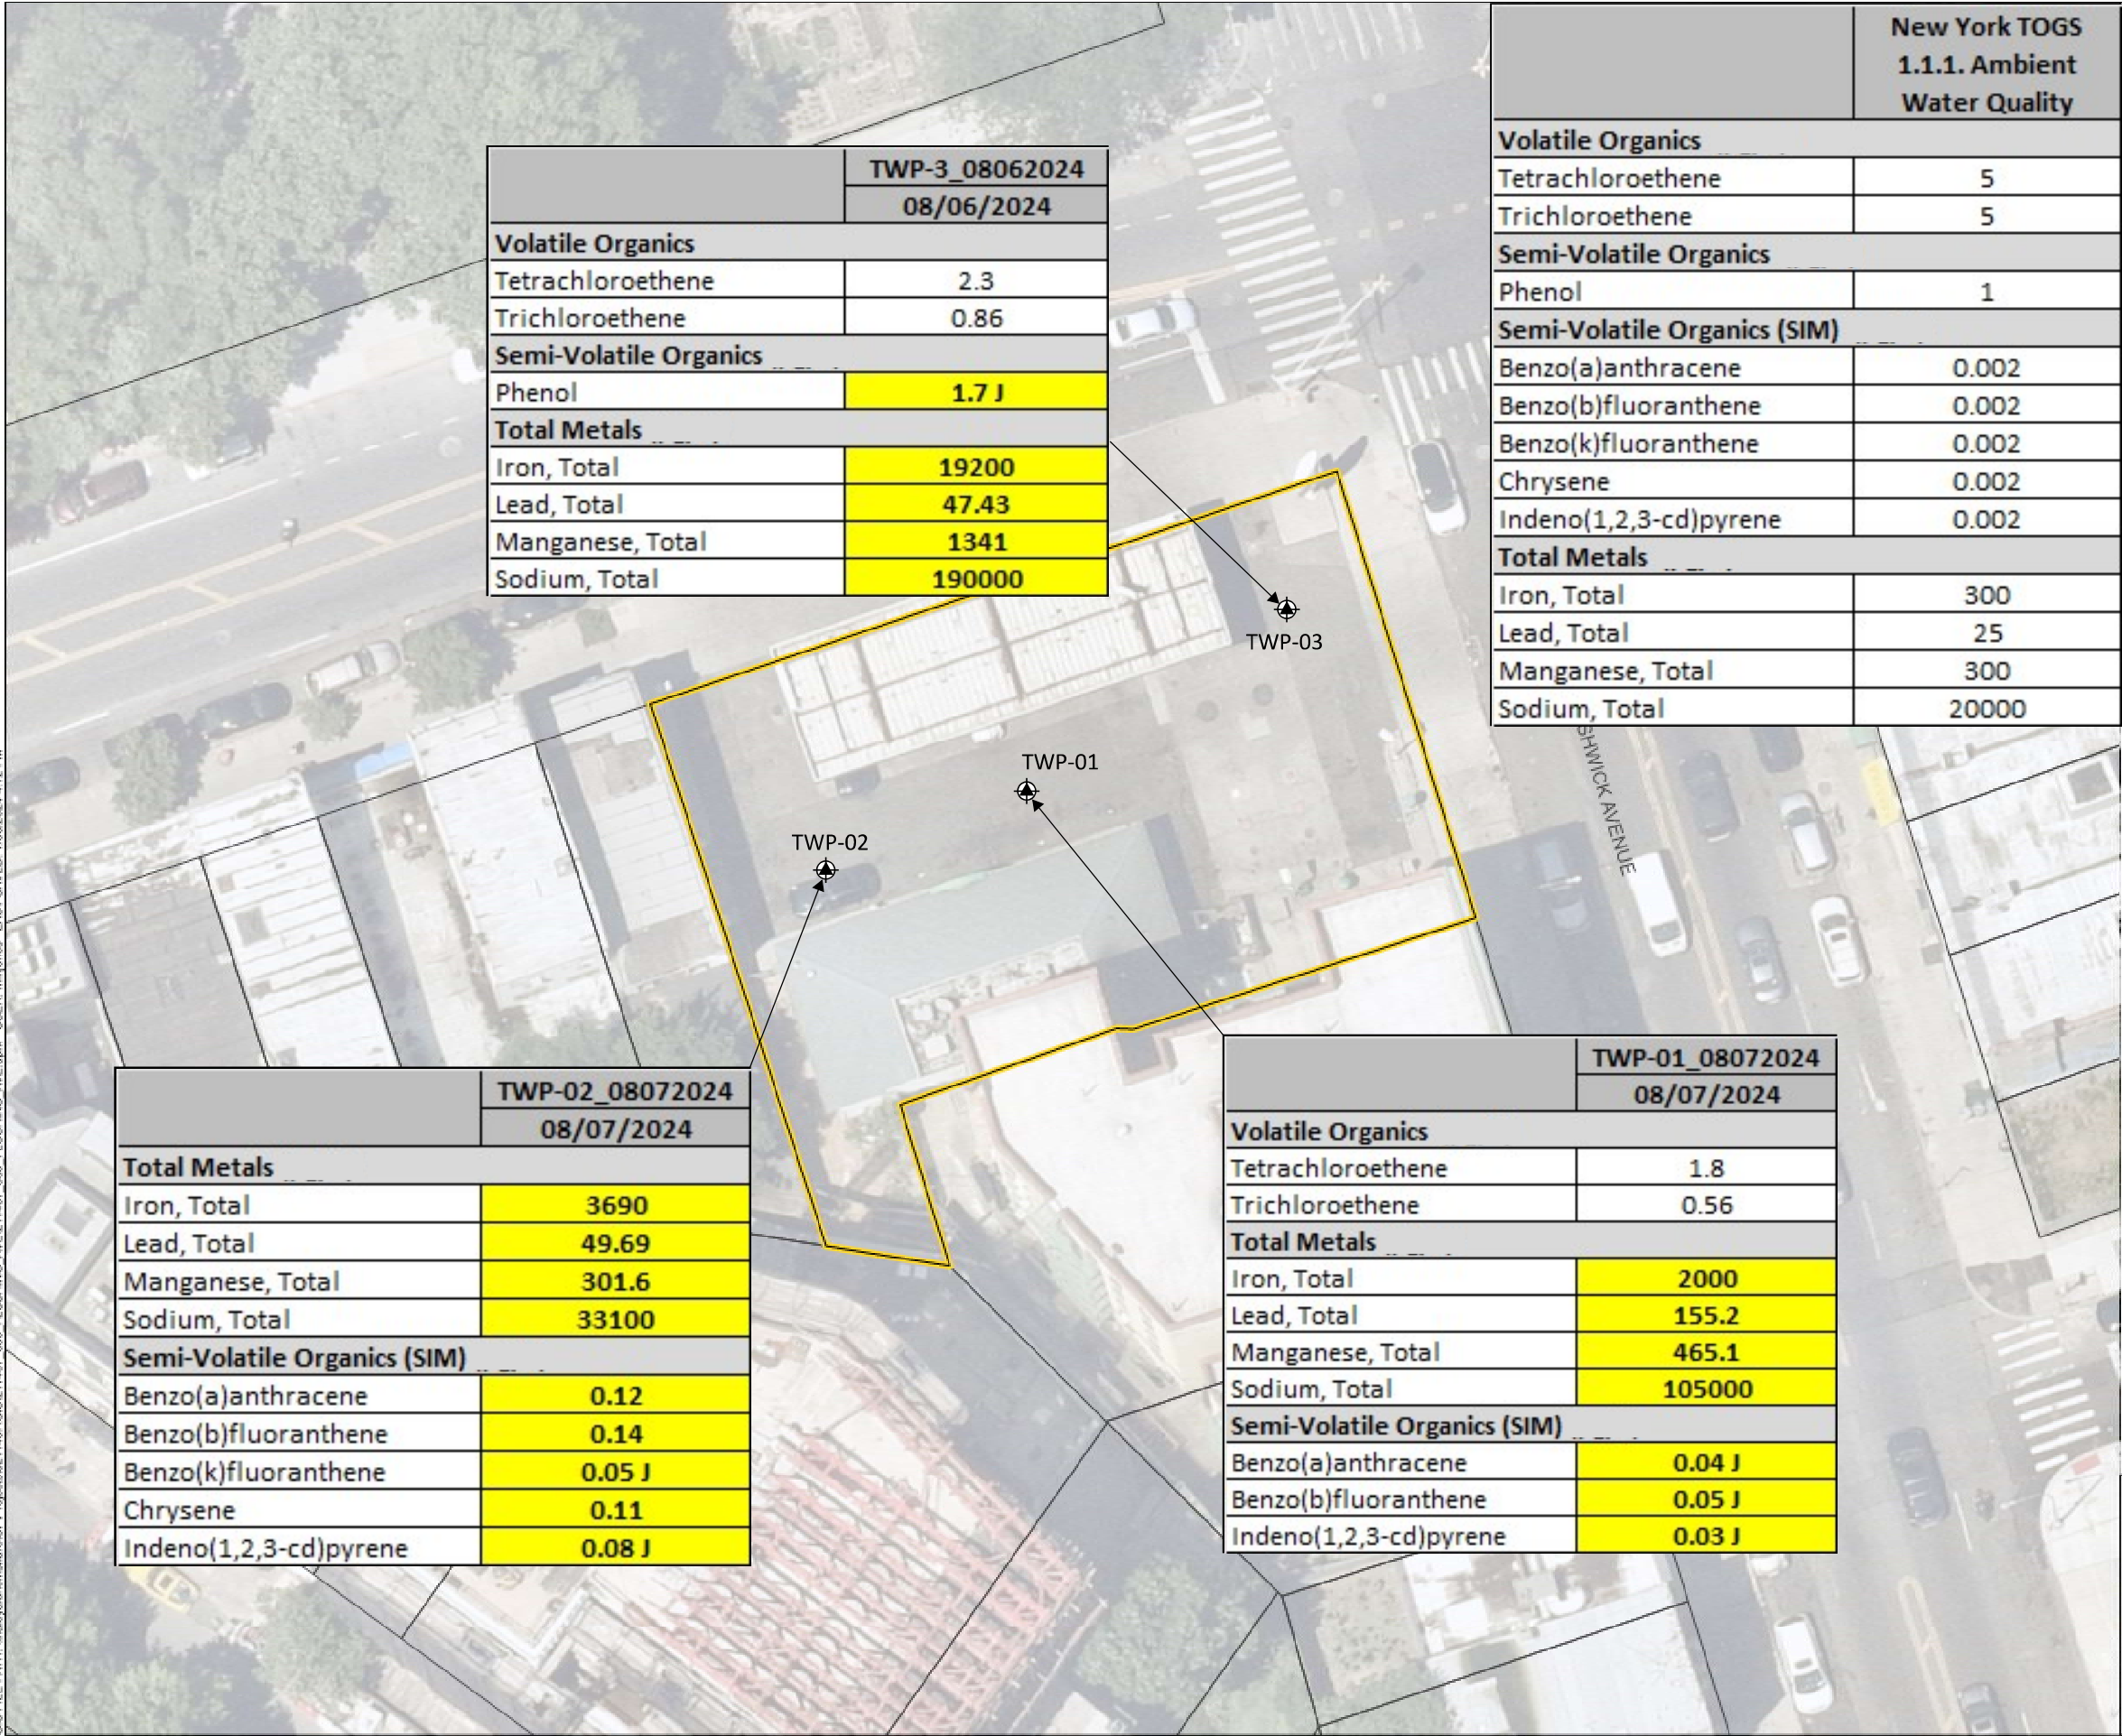 New York TOGS
1.1.1. Ambient
Water Quality
Volatile Organics
Tetrachloroethene 5
Trichloroethene 5
Semi-Volatile Organics
Phenol 1
Semi-Volatile Organics (SIM)
Benzo(a)anthracene 0.002
Benzo(b)fluoranthene 0.002
Benzo(k)fluoranthene 0.002
Chrysene 0.002
Indeno(1,2,3-cd)pyrene 0.002
Total Metals
Iron, Total 300
Lead, Total 25
Manganese, Total 300
Sodium, Total 20000
TWP-3_08062024
08/06/2024
Volatile Organics
Tetrachloroethene 2.3
Trichloroethene 0.86
Semi-Volatile Organics
Phenol 1.7 J
Total Metals
Iron, Total 19200
Lead, Total 47.43
Manganese, Total 1341
Sodium, Total 190000
TWP-03
TWP-01
TWP-02
SHWICK AVENUE
TWP-02_08072024
08/07/2024
Total Metals
Iron, Total 3690
Lead, Total 49.69
Manganese, Total 301.6
Sodium, Total 33100
Semi-Volatile Organics (SIM)
Benzo(a)anthracene 0.12
Benzo(b)fluoranthene 0.14
Benzo(k)fluoranthene 0.05 J
Chrysene 0.11
Indeno(1,2,3-cd)pyrene 0.08 J
TWP-01_08072024
08/07/2024
Volatile Organics
Tetrachloroethene 1.8
Trichloroethene 0.56
Total Metals
Iron, Total 2000
Lead, Total 155.2
Manganese, Total 465.1
Sodium, Total 105000
Semi-Volatile Organics (SIM)
Benzo(a)anthracene 0.04 J
Benzo(b)fluoranthene 0.05 J
Indeno(1,2,3-cd)pyrene 0.03 J